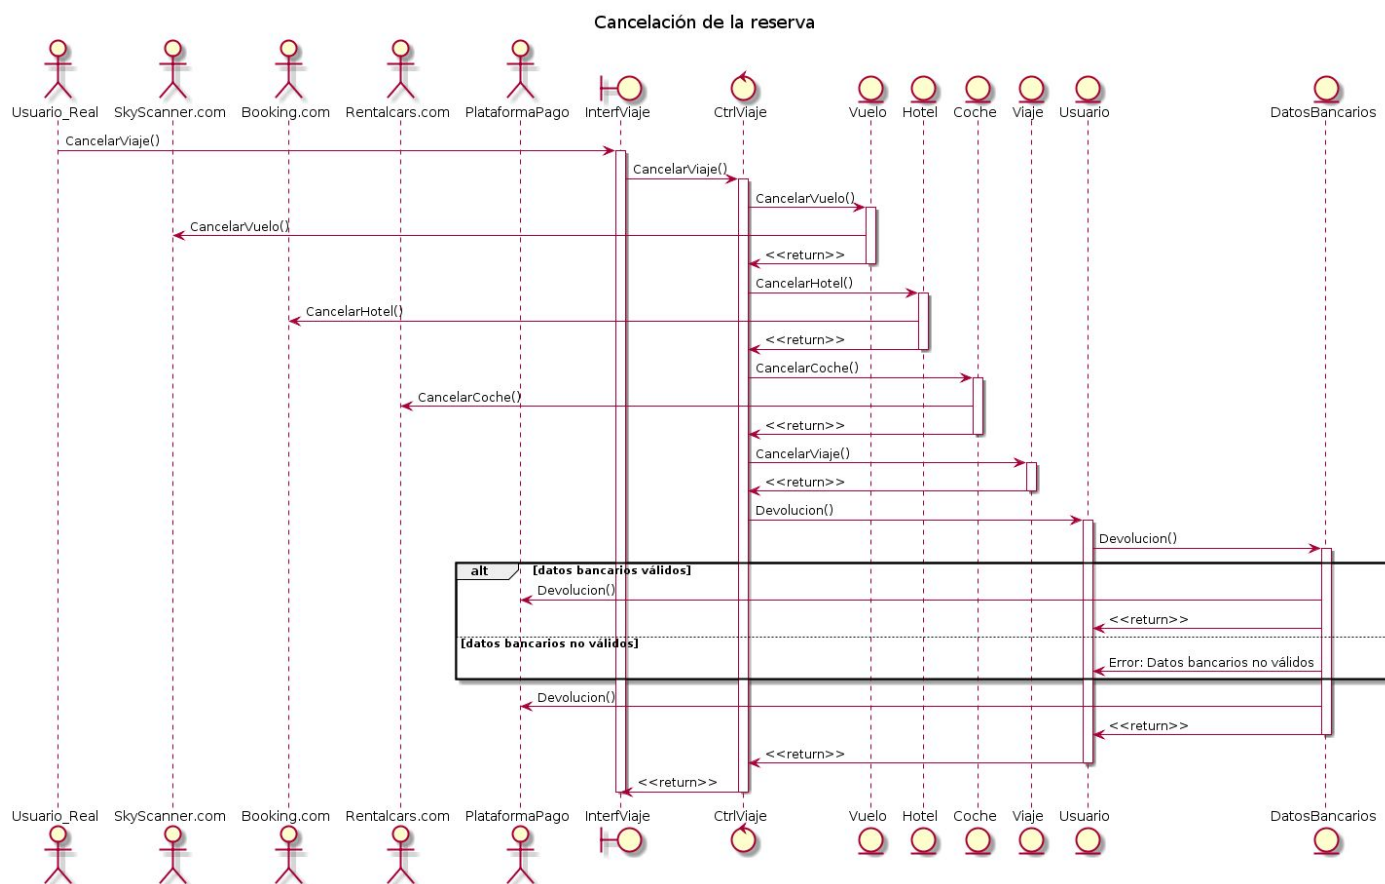 Cancelación de la reserva
Usuario_Real SkyScanner.com Booking.com Rentalcars.com PlataformaPago InterfViaje CtrlViaje Vuelo Hotel Coche Viaje Usuario DatosBancarios
CancelarViaje()
CancelarViaje()
CancelarVuelo()
CancelarVuelo()
<<return>>
CancelarHotel()
CancelarHotel()
<<return>>
CancelarCoche()
CancelarCoche()
<<return>>
CancelarViaje()
<<return>>
Devolucion()
Devolucion()
alt [datos bancarios válidos]
Devolucion()
<<return>>
[datos bancarios no válidos]
Error: Datos bancarios no válidos
Devolucion()
<<return>>
<<return>>
<<return>>
Usuario_Real SkyScanner.com Booking.com Rentalcars.com PlataformaPago InterfViaje CtrlViaje Vuelo Hotel Coche Viaje Usuario DatosBancarios